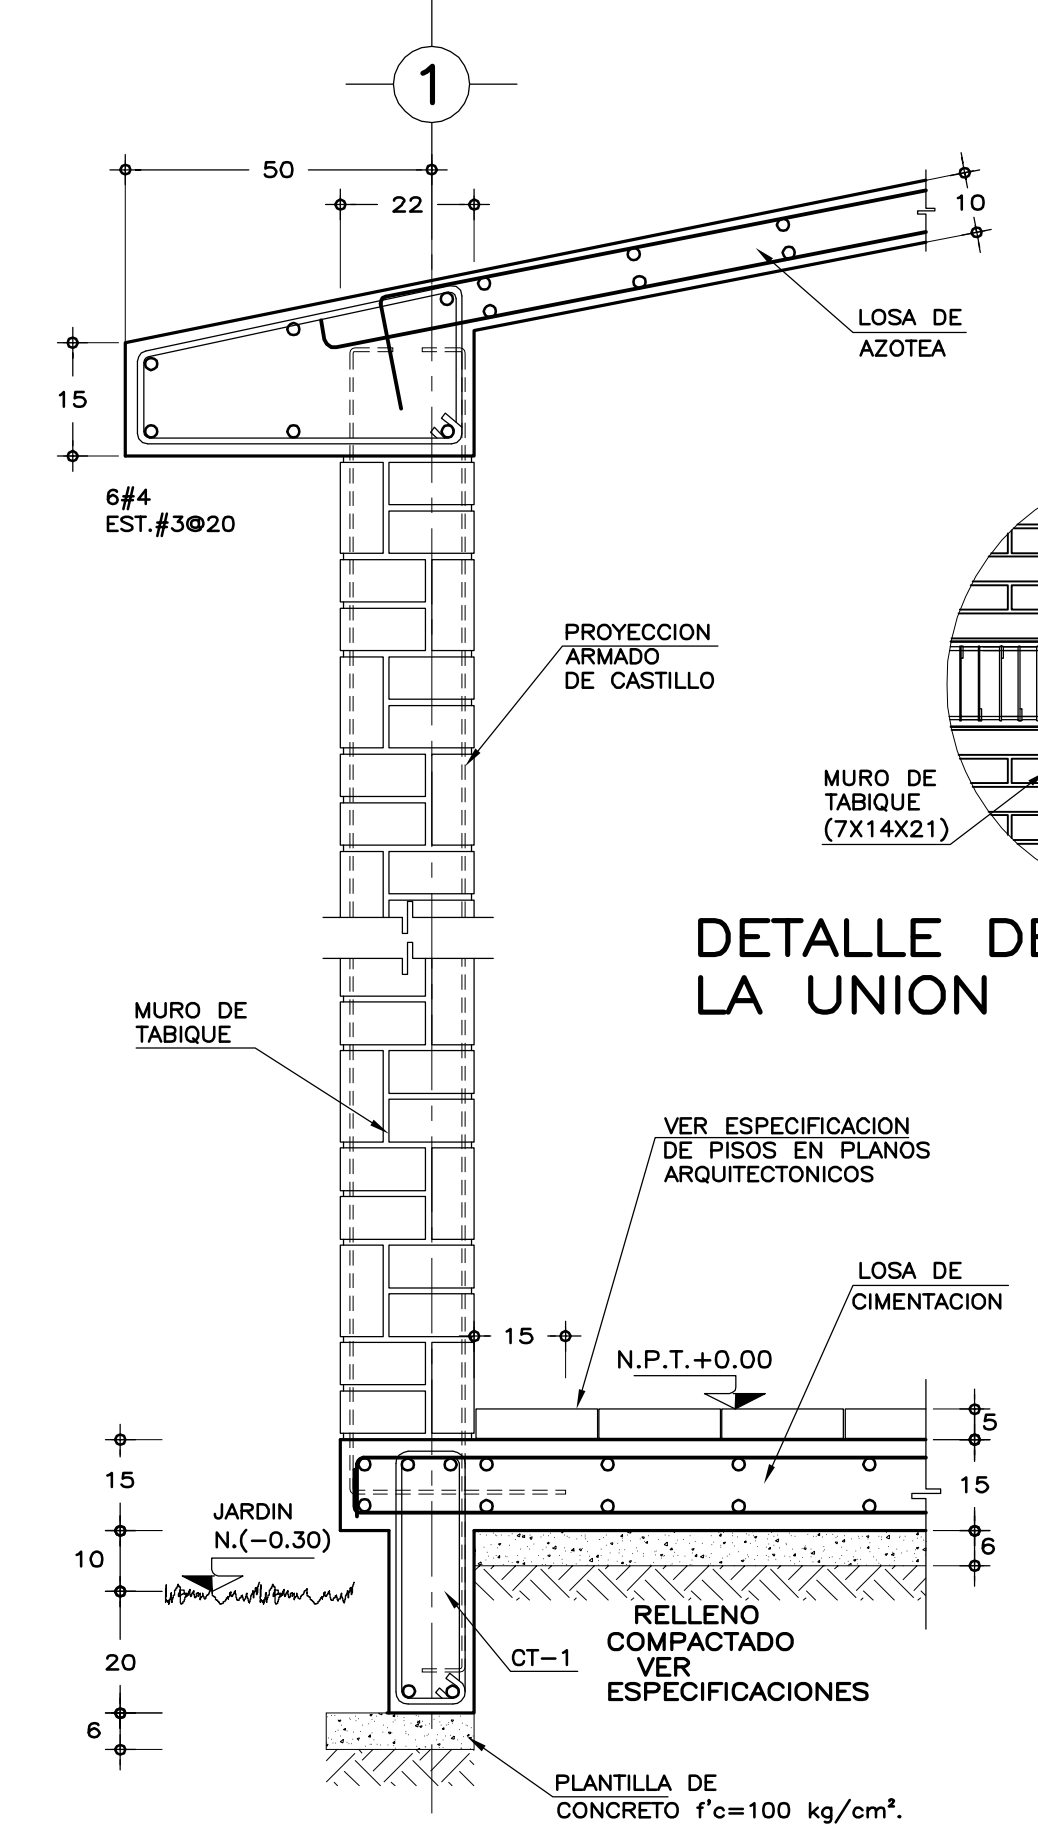 1
50
22
10
LOSA DE
AZOTEA
15
6#4
EST.#3@20
PROYECCION
ARMADO
DE CASTILLO
MURO DE
TABIQUE
(7X14X21)
DETALLE DE
LA UNION
MURO DE
TABIQUE
VER ESPECIFICACION
DE PISOS EN PLANOS
ARQUITECTONICOS
LOSA DE
CIMENTACION
15
N.P.T.+0.00
5
15
15
JARDIN
N.(-0.30)
10
6
RELLENO
COMPACTADO
VER
ESPECIFICACIONES
CT-1
20
6
PLANTILLA DE
CONCRETO f'c=100 kg/cm².